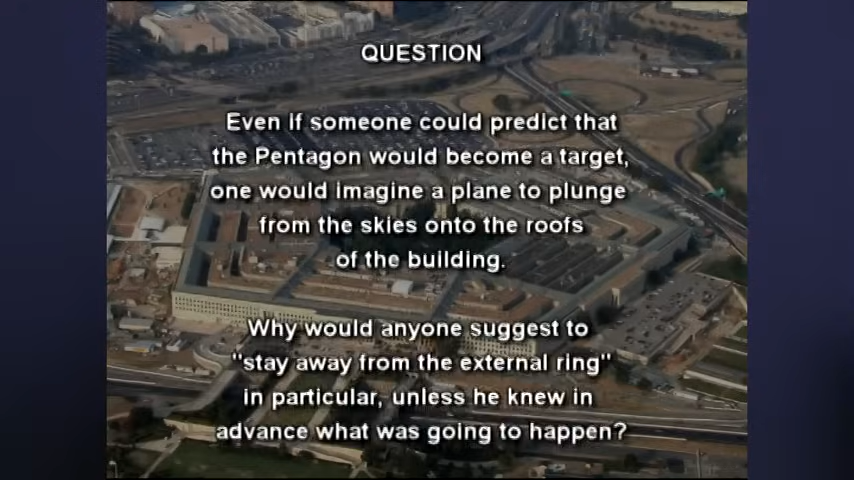 QUESTION
Even if someone could predict that
the Pentagon would become a target,
one would imagine a plane to plunge
from the skies onto the roofs
of the building.
Why would anyone suggest to
"stay away from the external ring"
in particular, unless he knew in
advance what was going to happen?